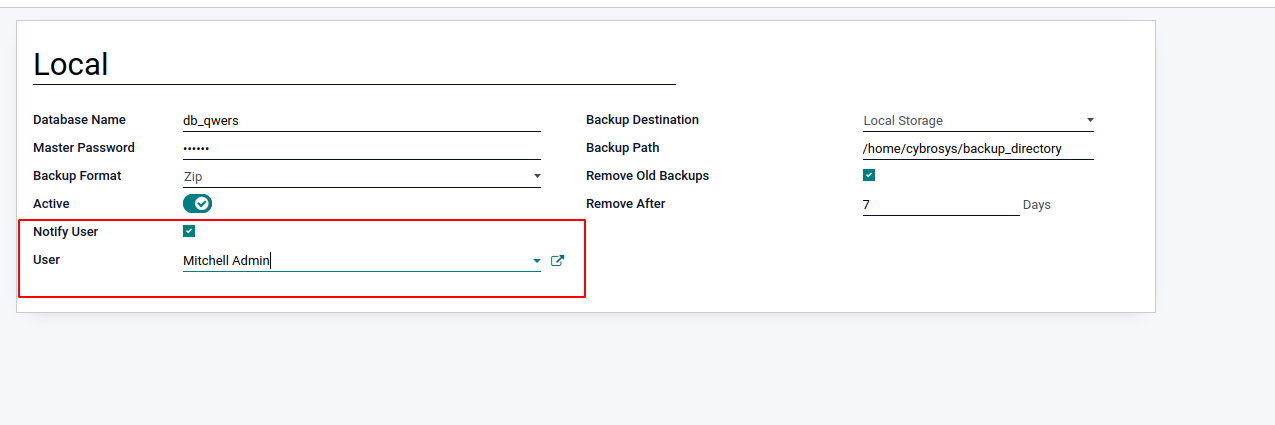 Local
Database Name db_qwers
Master Password ••••••
Backup Format Zip
Active
Notify User
User Mitchell Admin
Backup Destination Local Storage
Backup Path /home/cybrosys/backup_directory
Remove Old Backups
Remove After 7 Days